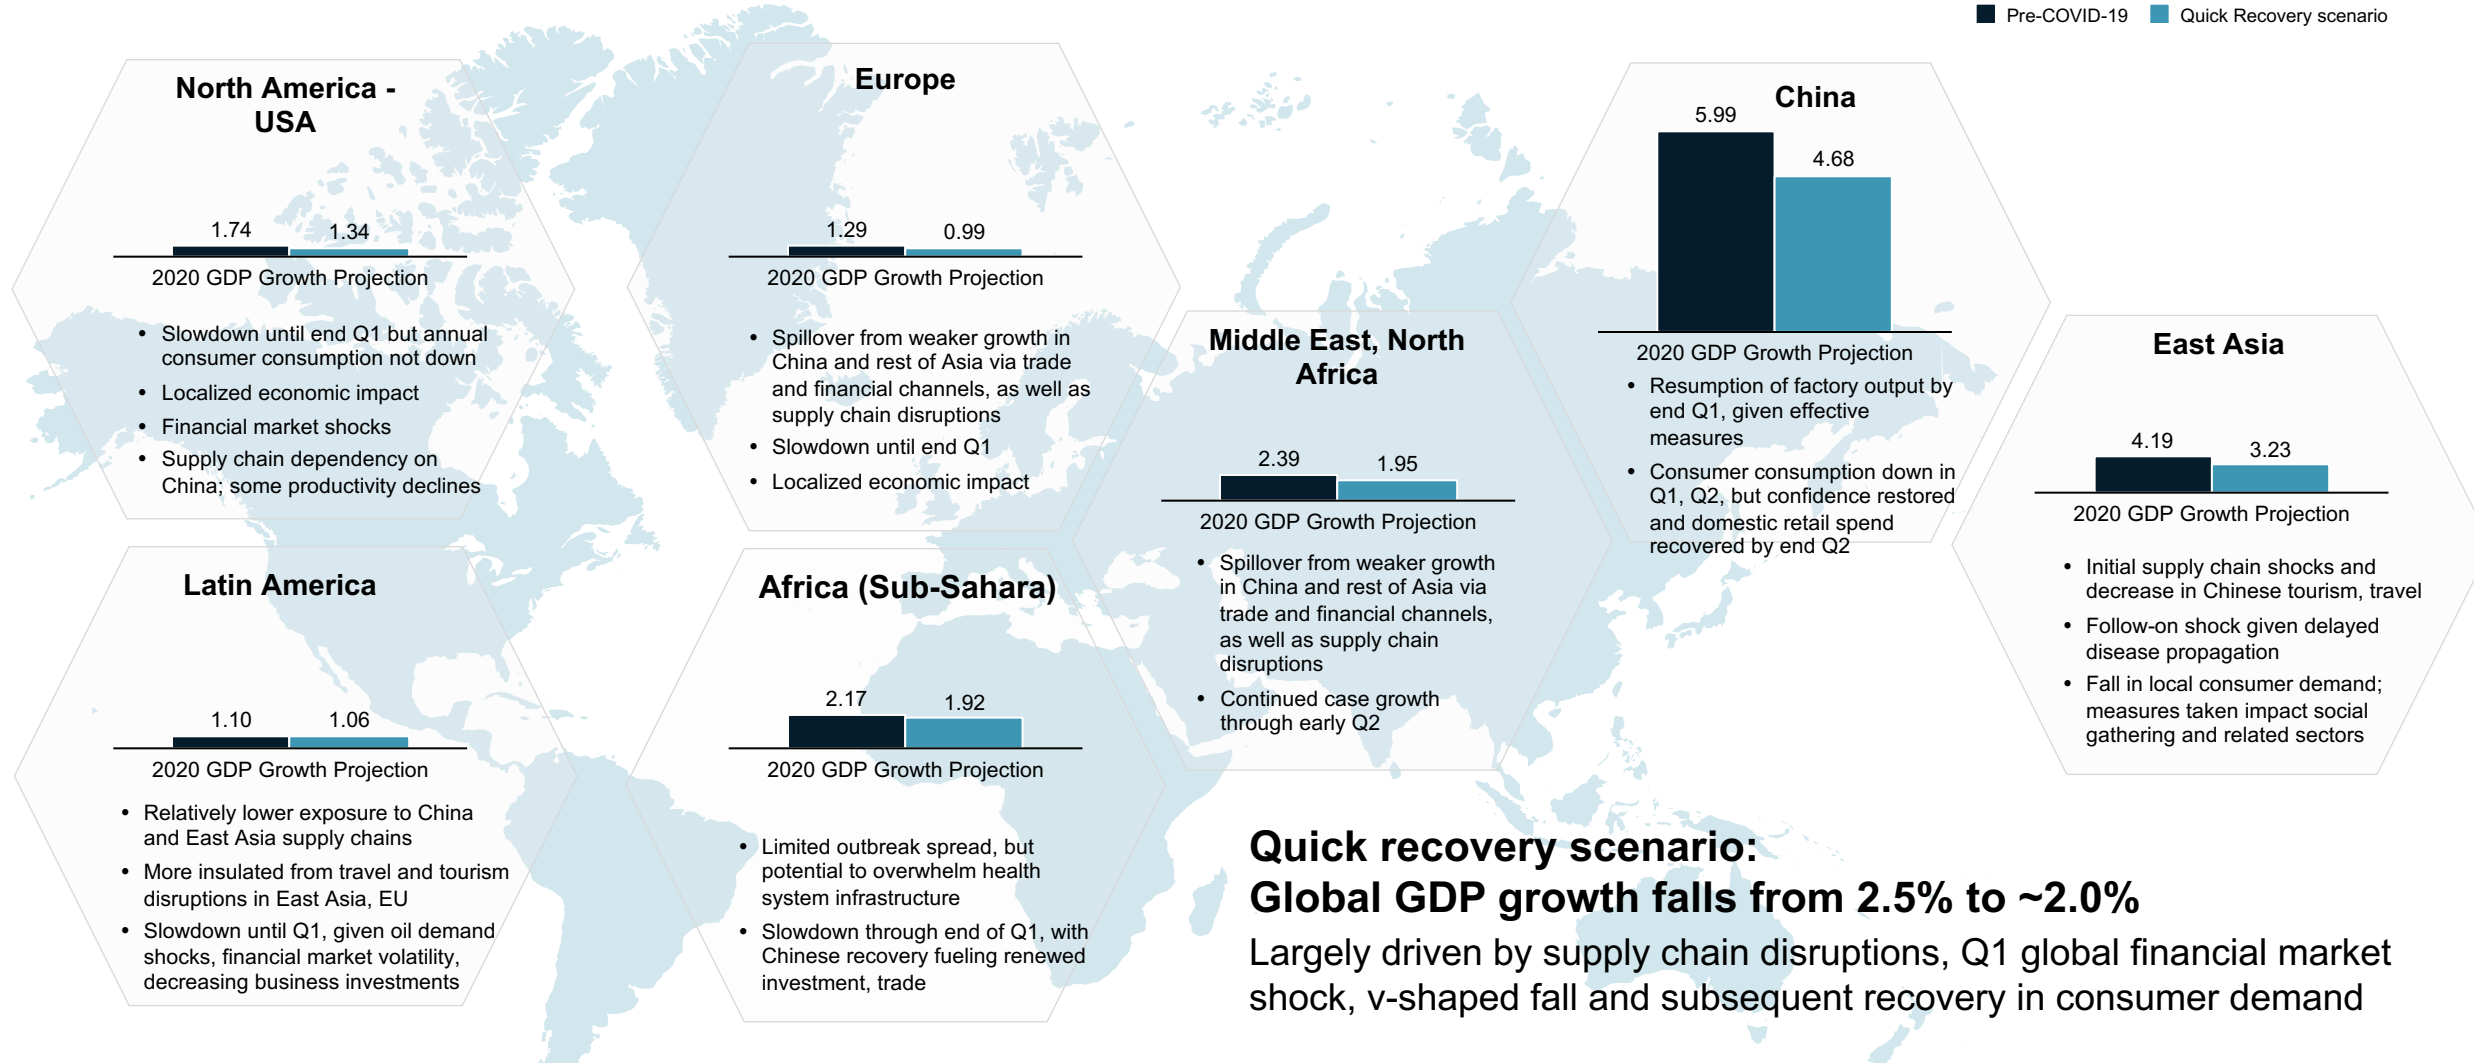 Pre-COVID-19
Quick Recovery scenario
North America -
USA
1.74
1.34
2020 GDP Growth Projection
• Slowdown until end Q1 but annual
consumer consumption not down
• Localized economic impact
• Financial market shocks
• Supply chain dependency on
China; some productivity declines
Europe
1.29
0.99
2020 GDP Growth Projection
• Spillover from weaker growth in
China and rest of Asia via trade
and financial channels, as well as
supply chain disruptions
• Slowdown until end Q1
• Localized economic impact
China
5.99
4.68
2020 GDP Growth Projection
• Resumption of factory output by
end Q1, given effective
measures
• Consumer consumption down in
Q1, Q2, but confidence restored
and domestic retail spend
recovered by end Q2
Middle East, North
Africa
2.39
1.95
2020 GDP Growth Projection
• Spillover from weaker growth
in China and rest of Asia via
trade and financial channels,
as well as supply chain
disruptions
• Continued case growth
through early Q2
East Asia
4.19
3.23
2020 GDP Growth Projection
• Initial supply chain shocks and
decrease in Chinese tourism, travel
• Follow-on shock given delayed
disease propagation
• Fall in local consumer demand;
measures taken impact social
gathering and related sectors
Latin America
1.10
1.06
2020 GDP Growth Projection
• Relatively lower exposure to China
and East Asia supply chains
• More insulated from travel and tourism
disruptions in East Asia, EU
• Slowdown until Q1, given oil demand
shocks, financial market volatility,
decreasing business investments
Africa (Sub-Sahara)
2.17
1.92
2020 GDP Growth Projection
• Limited outbreak spread, but
potential to overwhelm health
system infrastructure
• Slowdown through end of Q1, with
Chinese recovery fueling renewed
investment, trade
Quick recovery scenario:
Global GDP growth falls from 2.5% to ~2.0%
Largely driven by supply chain disruptions, Q1 global financial market
shock, v-shaped fall and subsequent recovery in consumer demand